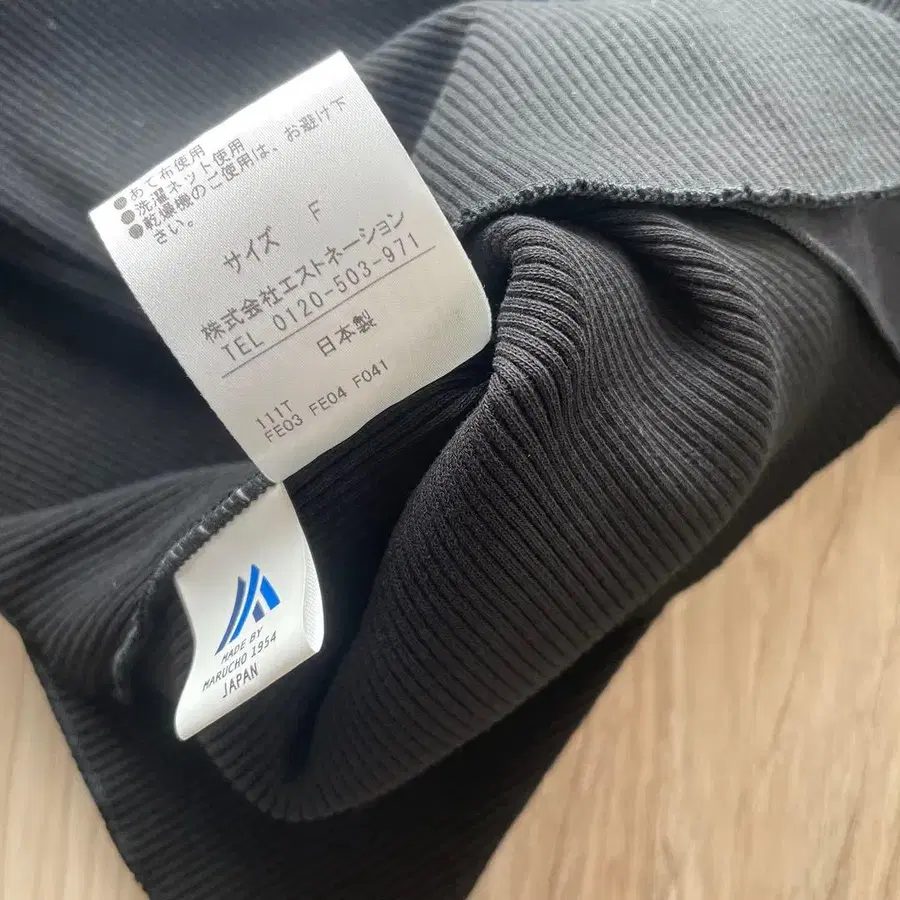 ●あて布使用
●洗濯ネット使用
●乾燥機のご使用は、お避け下
さい。
サイズ F
株式会社エストネーション
TEL 0120-503-971
日本製
111T
FE03 FE04 F041
MADE BY
MARUCHO 1954
JAPAN